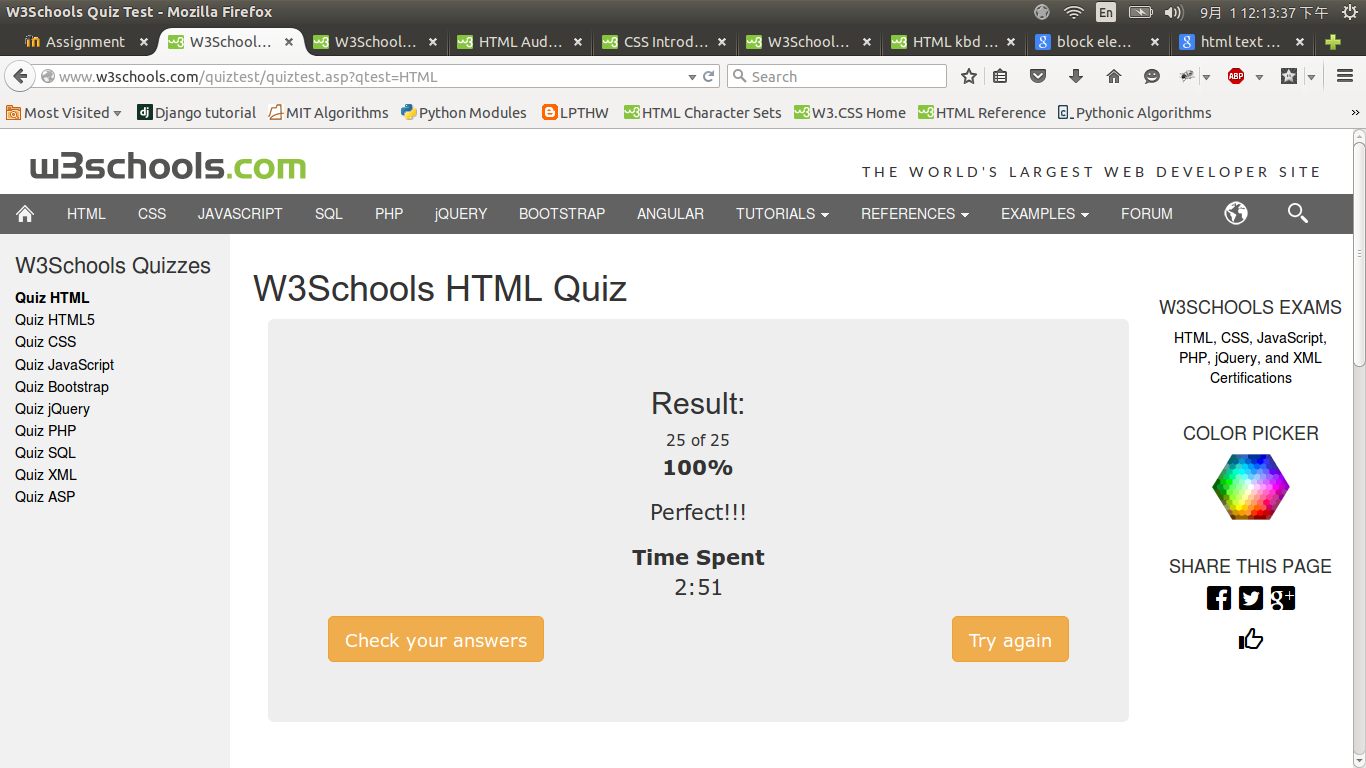 W3Schools Quiz Test - Mozilla Firefox
En
9月 1 12:13:37 下午
Assignment
W3School...
W3School...
HTML Aud...
CSS Introd...
W3School...
HTML kbd ...
block ele...
html text ...
www.w3schools.com/quiztest/quiztest.asp?qtest=HTML
Search
ABP
Most Visited
Django tutorial
MIT Algorithms
Python Modules
LPTHW
HTML Character Sets
W3.CSS Home
HTML Reference
Pythonic Algorithms
»
w3schools.com
THE WORLD'S LARGEST WEB DEVELOPER SITE
HTML
CSS
JAVASCRIPT
SQL
PHP
jQUERY
BOOTSTRAP
ANGULAR
TUTORIALS
REFERENCES
EXAMPLES
FORUM
W3Schools Quizzes
Quiz HTML
Quiz HTML5
Quiz CSS
Quiz JavaScript
Quiz Bootstrap
Quiz jQuery
Quiz PHP
Quiz SQL
Quiz XML
Quiz ASP
W3Schools HTML Quiz
Result:
25 of 25
100%
Perfect!!!
Time Spent
2:51
Check your answers
Try again
W3SCHOOLS EXAMS
HTML, CSS, JavaScript,
PHP, jQuery, and XML
Certifications
COLOR PICKER
SHARE THIS PAGE